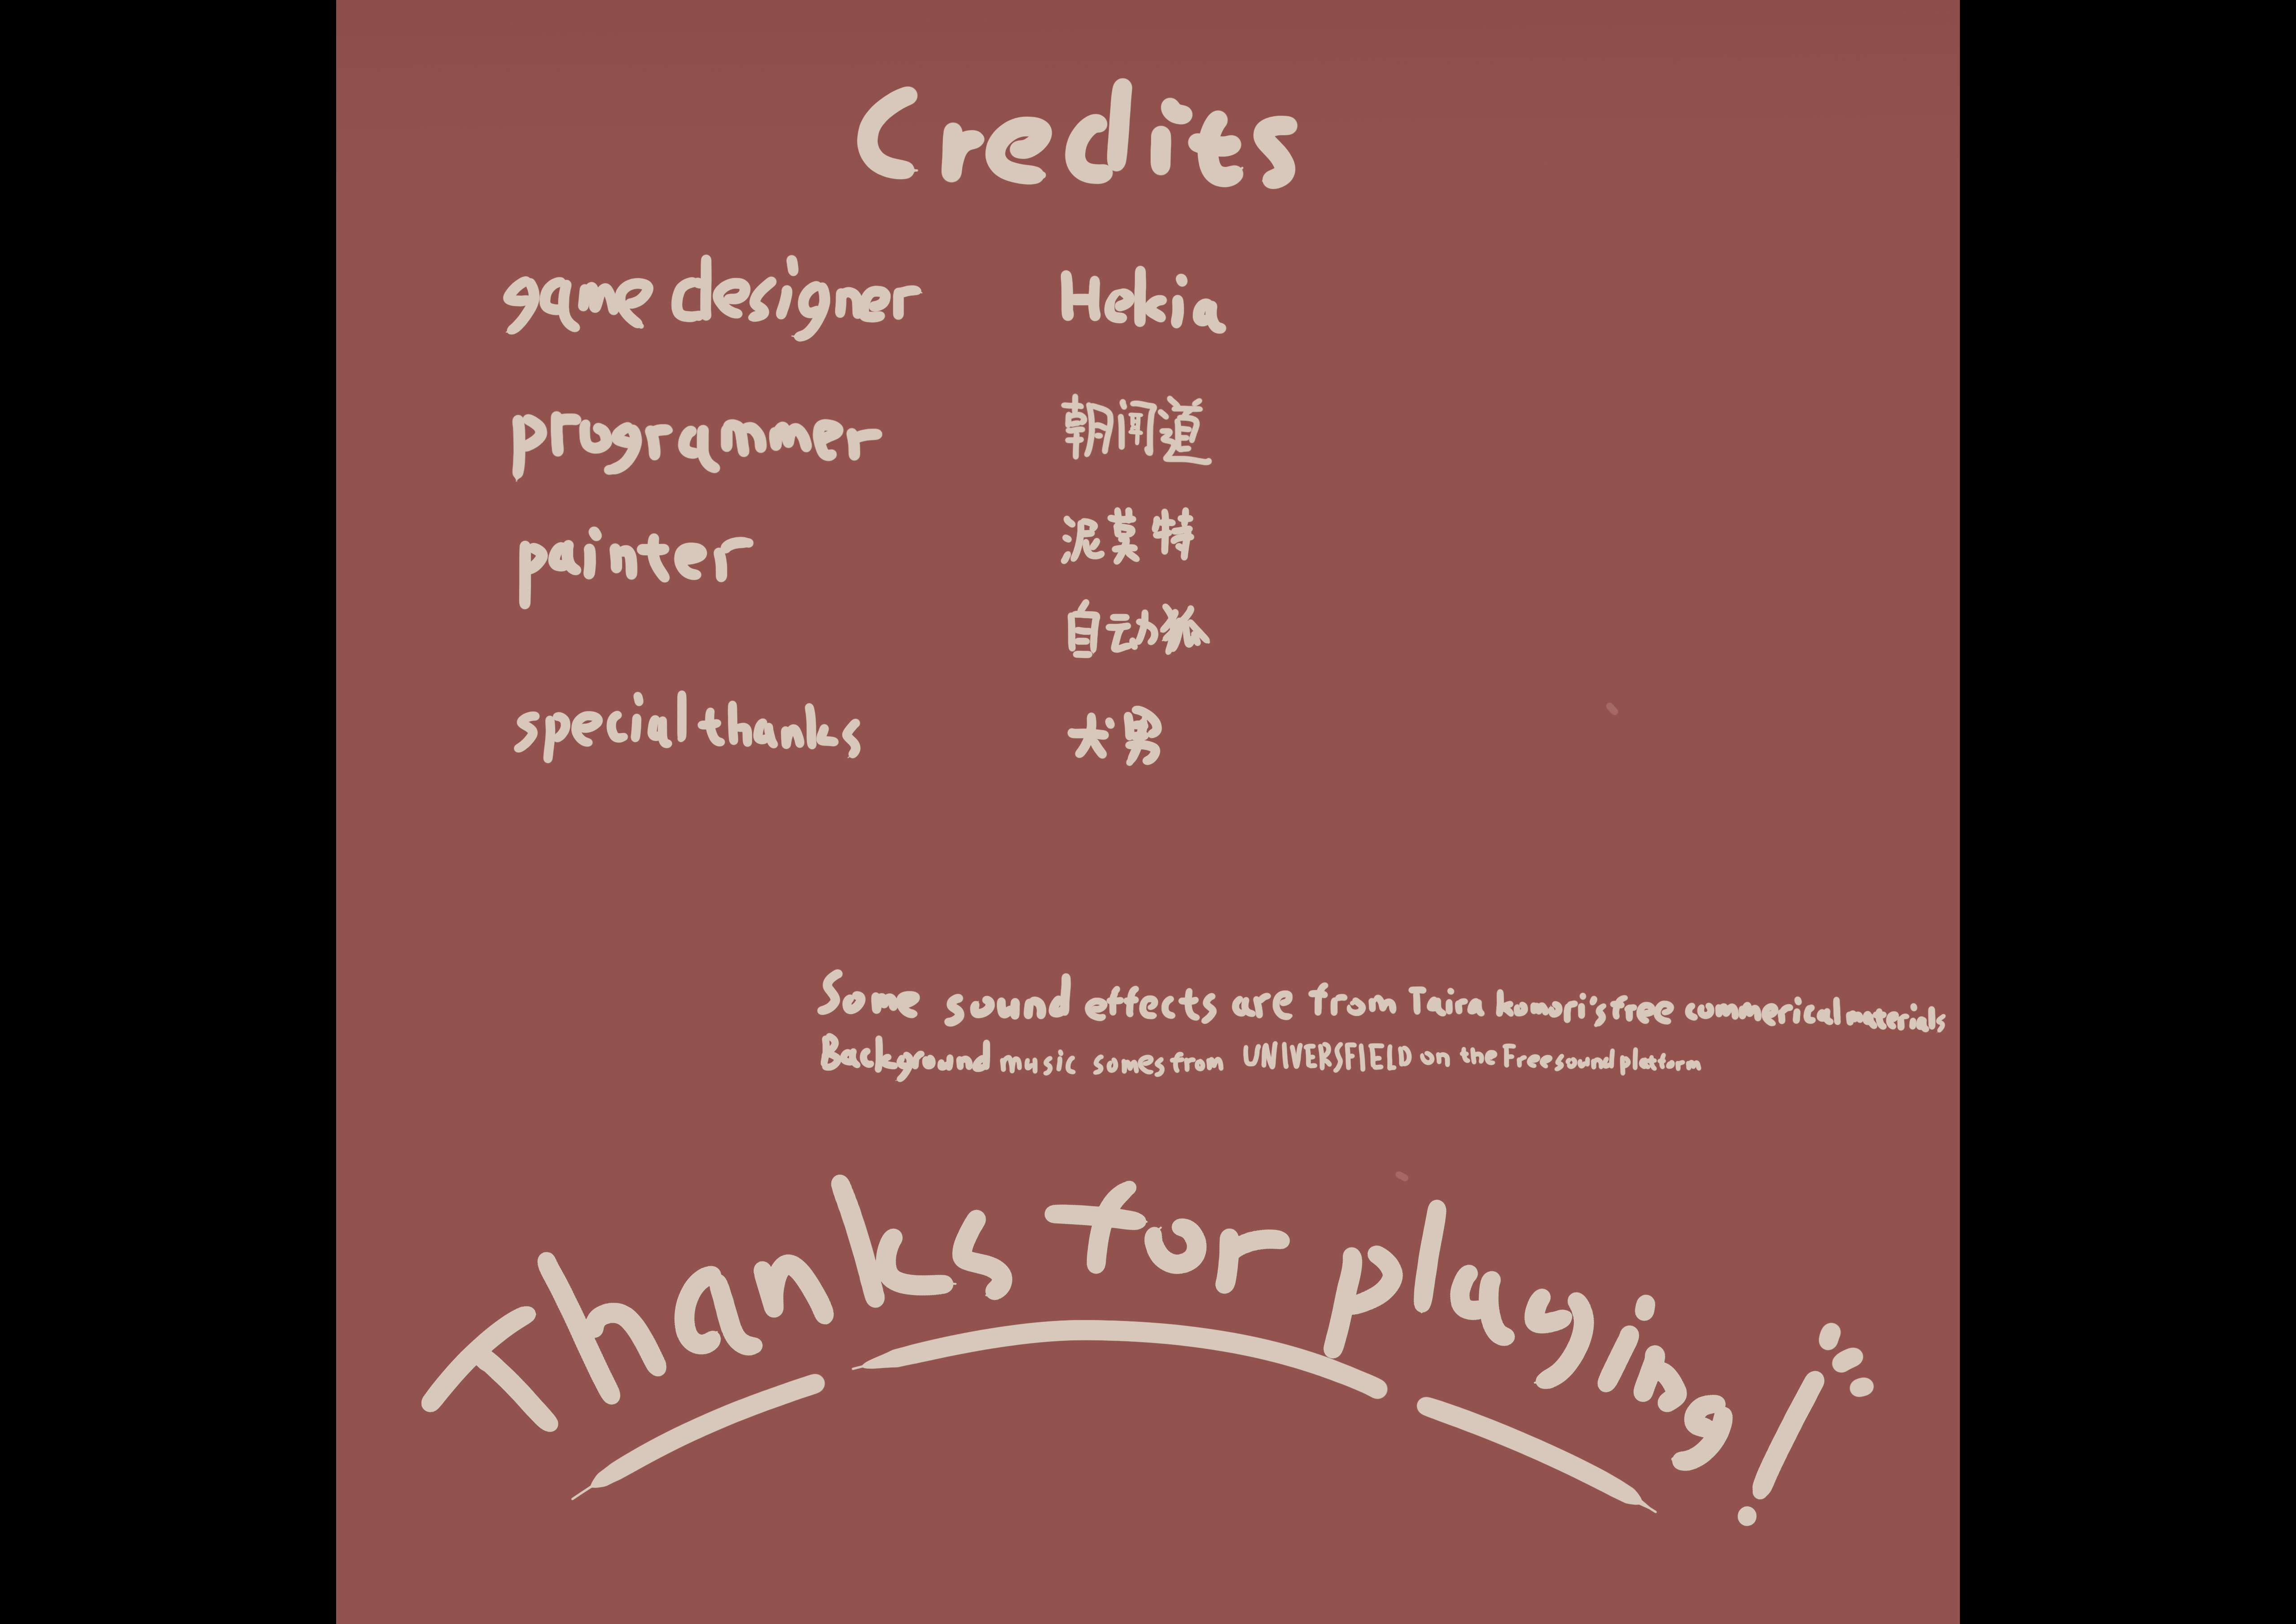 Credits
game designer Hekia
programmer 朝闻道
painter 泥莫特
自动
special thanks 犬男
Some sound effects are from Taira komori's free commerical materials
Background music somes from UNIVERSFIELD on the Freesound platform
Thanks for playing!